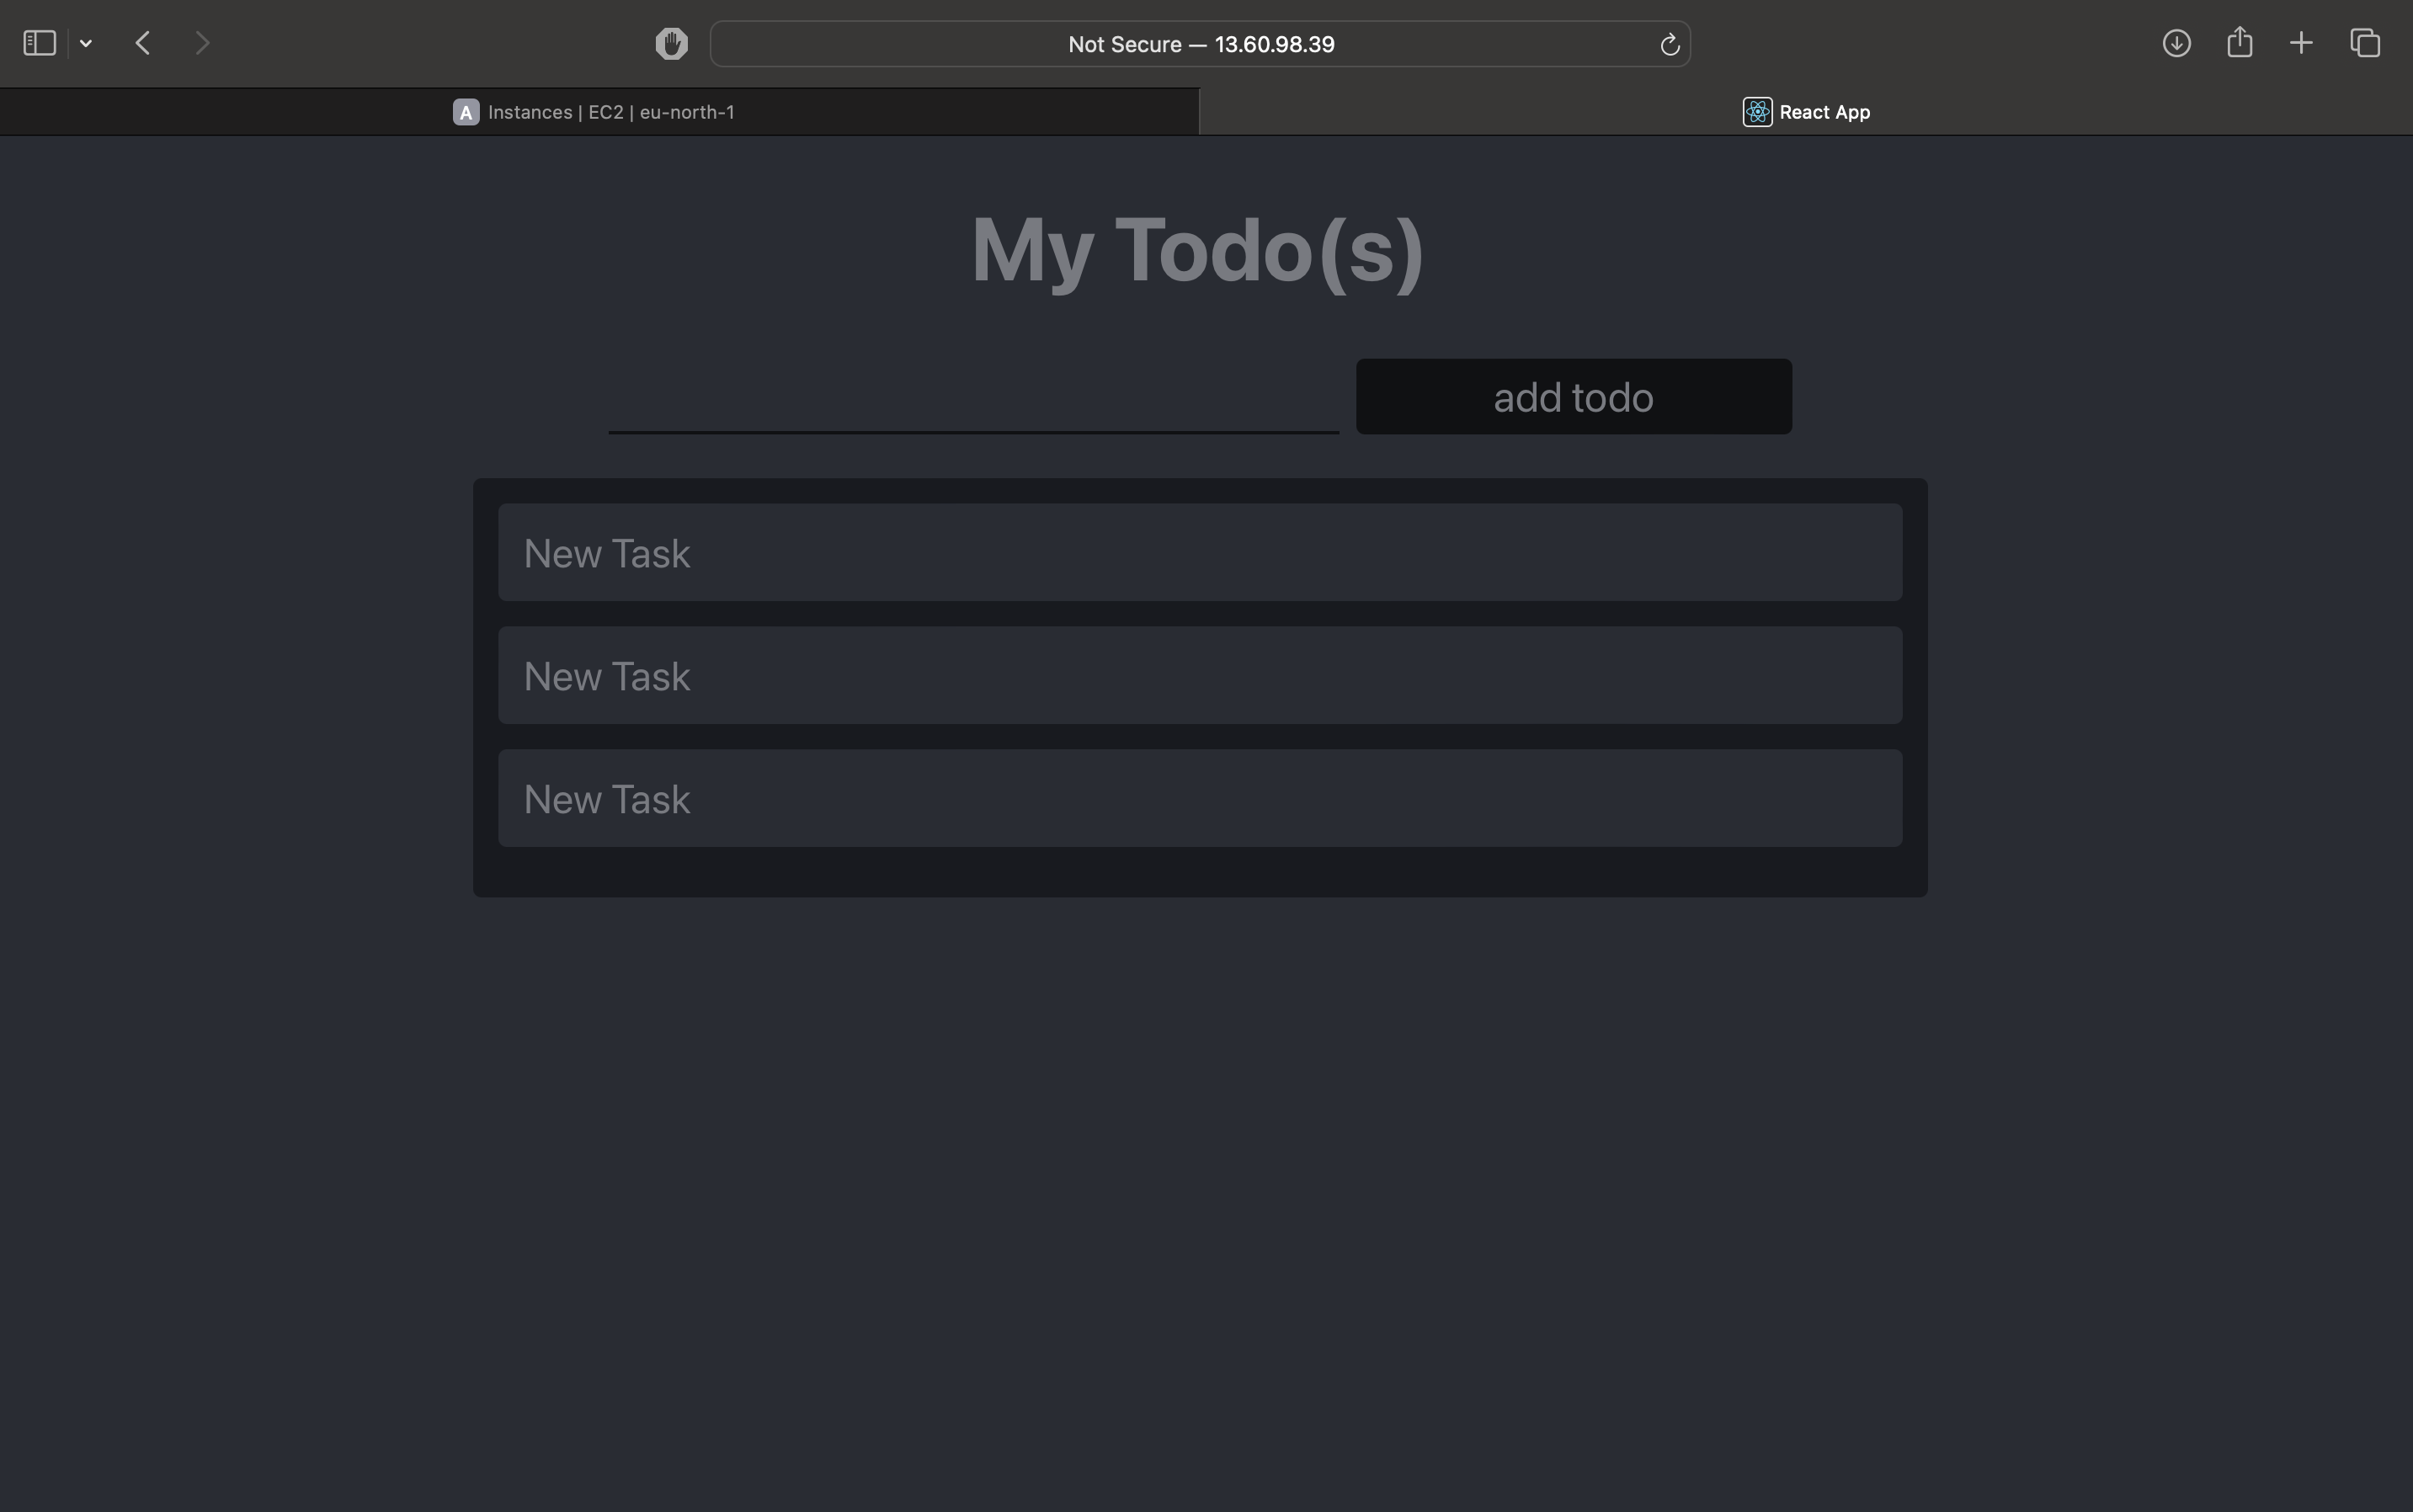 Not Secure — 13.60.98.39
A Instances | EC2 | eu-north-1
React App
My Todo(s)
add todo
New Task
New Task
New Task